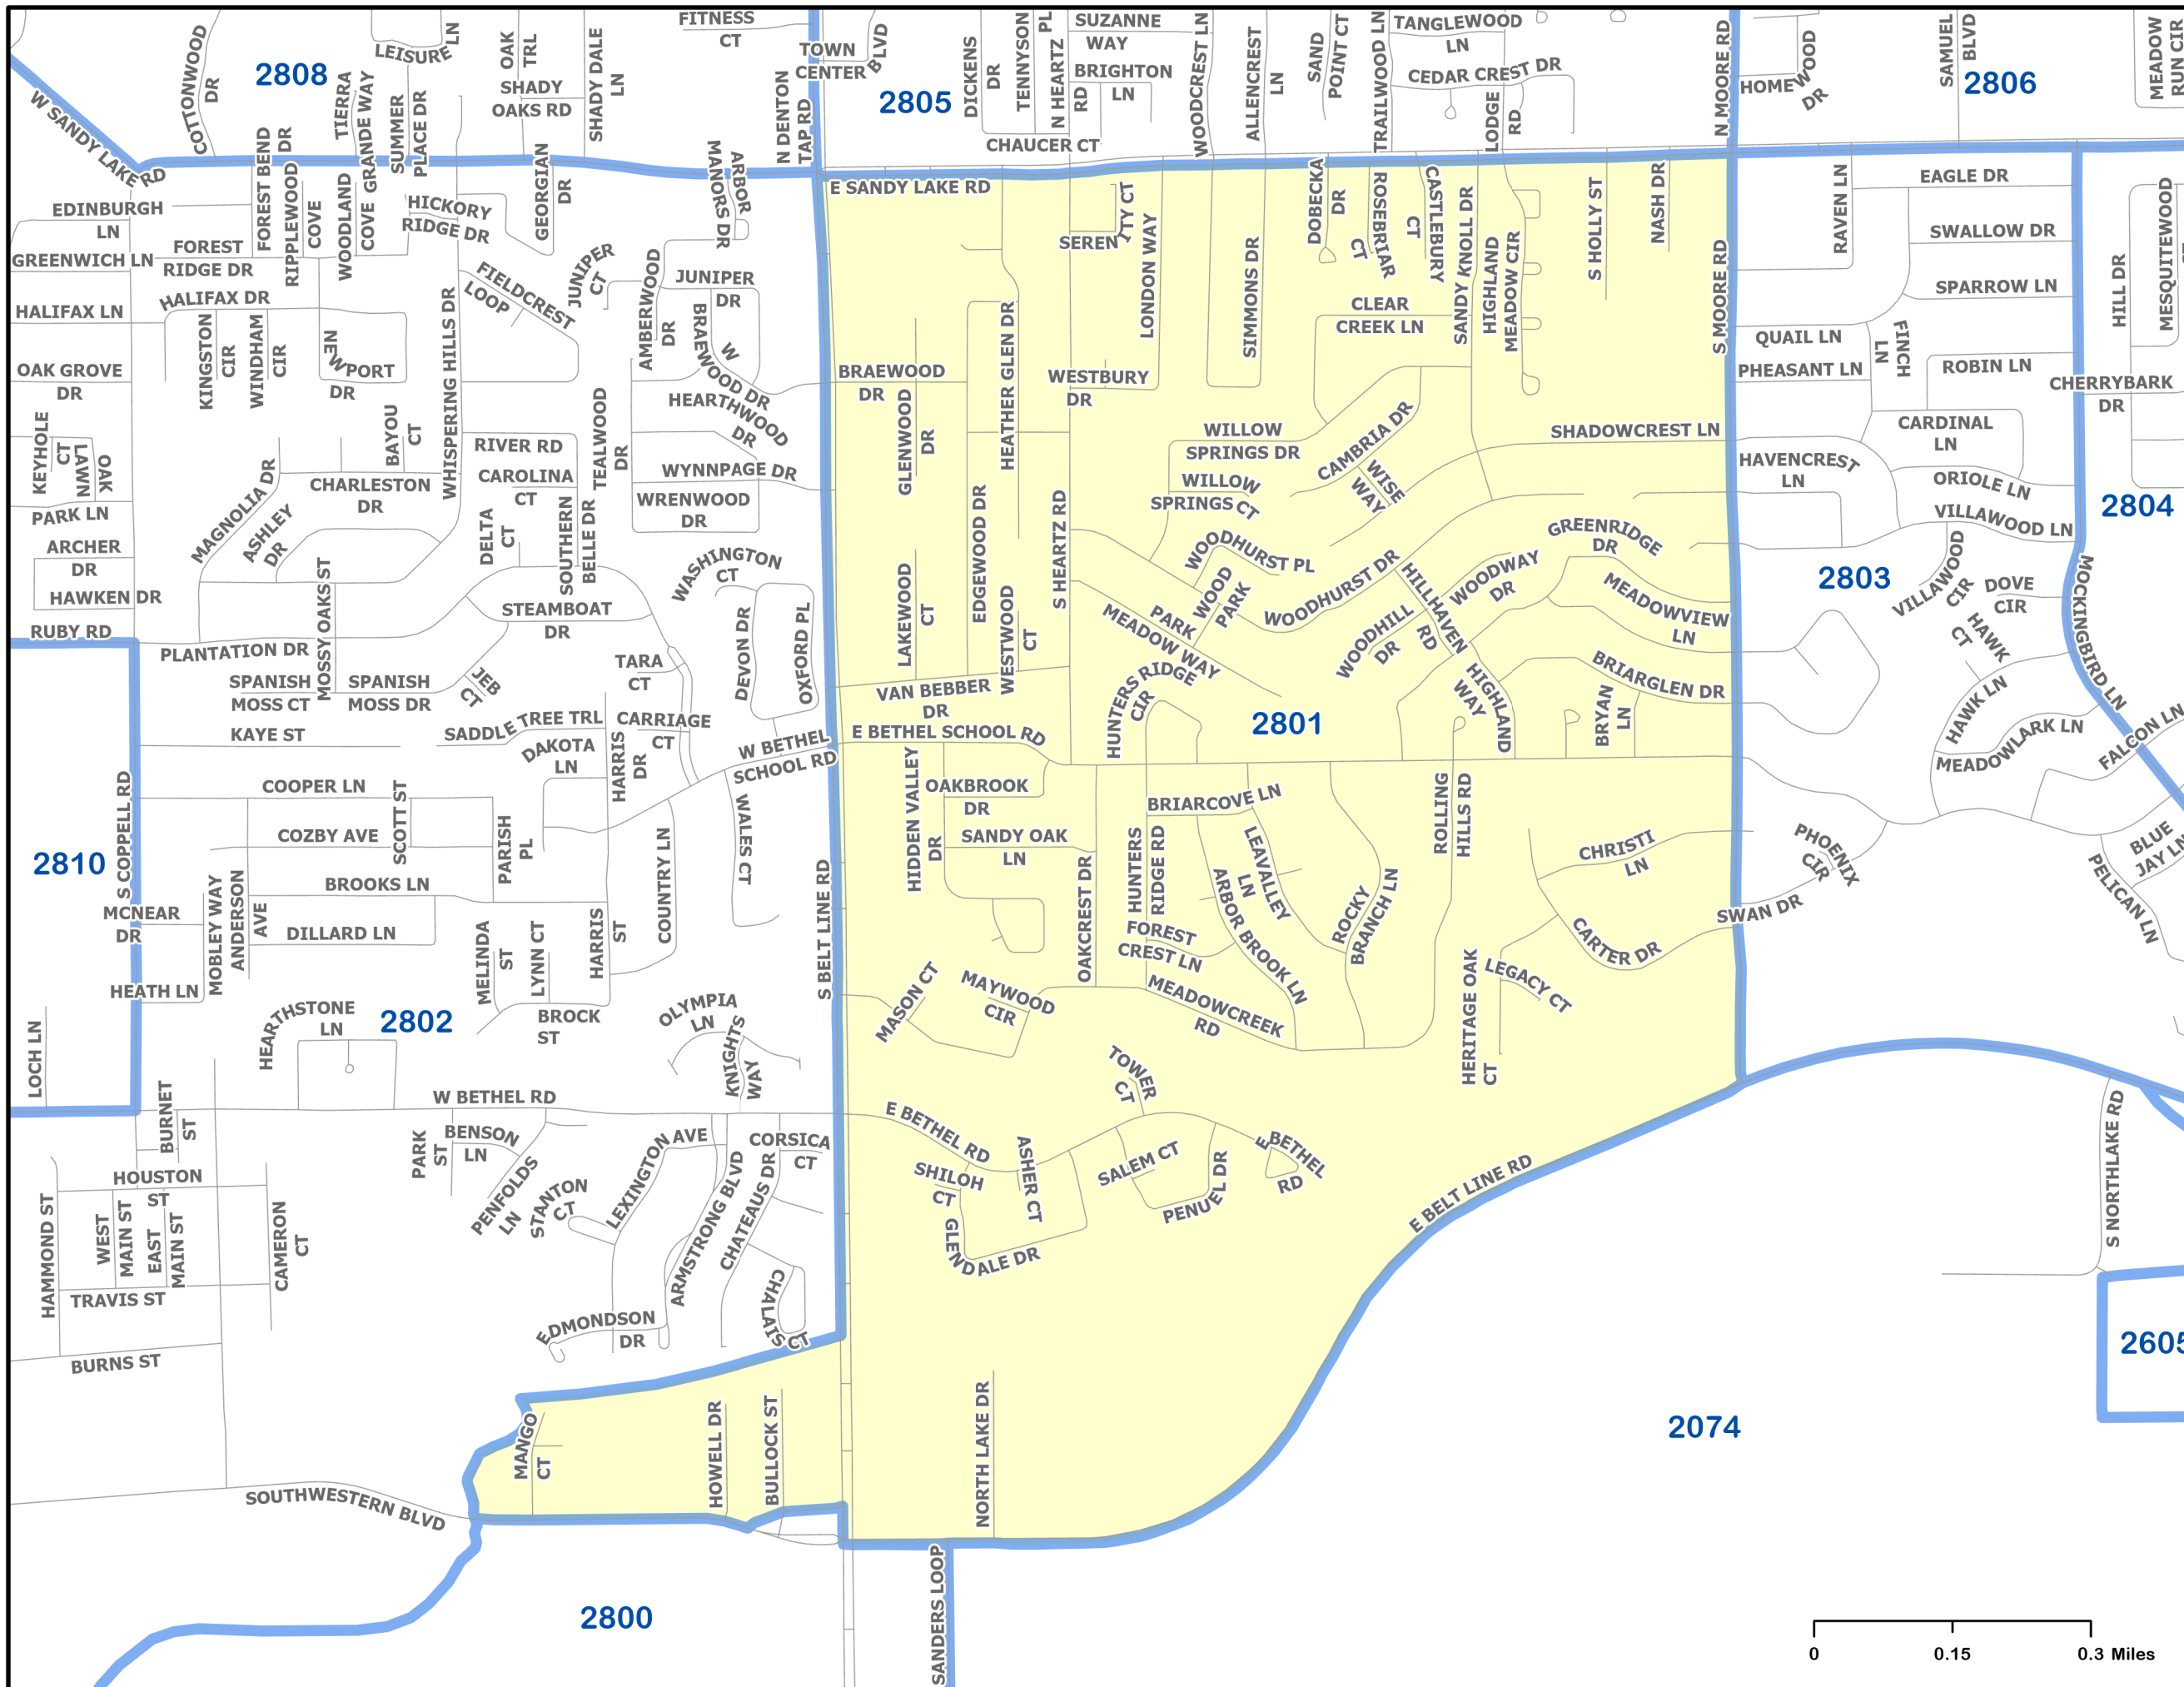 FITNESS
CT
TOWN
CENTER
BLVD
SUZANNE
WAY
TANGLEWOOD
LN
COTTONWOOD
DR
2808
LEISURE
LN
OAK
TRL
SHADY
OAKS RD
SHADY DALE
LN
TIERRA
GRANDE WAY
SUMMER
PLACE DR
N DENTON
TAP RD
2805
DICKENS
DR
TENNYSON
PL
N HEARTZ
RD
BRIGHTON
LN
CHAUCER CT
WOODCREST LN
ALLENCREST
LN
SAND
POINT CT
TRAILWOOD LN
CEDAR CREST DR
LODGE
RD
N MOORE RD
HOMEWOOD
DR
SAMUEL
BLVD
2806
MEADOW
RUN CIR
W SANDY LAKE RD
E SANDY LAKE RD
EDINBURGH
LN
GREENWICH LN
FOREST
RIDGE DR
FOREST BEND
DR
RIPPLEWOOD
COVE
WOODLAND
COVE
HICKORY
RIDGE DR
GEORGIAN
DR
ARBOR
MANORS DR
JUNIPER
CT
JUNIPER
DR
FIELDCREST
LOOP
AMBERWOOD
DR
W
BRAEWOOD DR
HALIFAX LN
HALIFAX DR
KINGSTON
CIR
WINDHAM
CIR
NEWPORT
DR
WHISPERING HILLS DR
OAK GROVE
DR
KEYHOLE
CT
OAK
LAWN
PARK LN
BAYOU
CT
CHARLESTON
DR
MAGNOLIA DR
ASHLEY
DR
RIVER RD
CAROLINA
CT
DELTA
CT
SOUTHERN
BELLE DR
TEALWOOD
DR
HEARTHWOOD
DR
WYNNPAGE DR
WRENWOOD
DR
WASHINGTON
CT
ARCHER
DR
HAWKEN DR
RUBY RD
PLANTATION DR
MOSSY OAKS ST
SPANISH
MOSS CT
SPANISH
MOSS DR
JEB
CT
STEAMBOAT
DR
TARA
CT
DEVON DR
OXFORD PL
KAYE ST
SADDLE TREE TRL
DAKOTA
LN
HARRIS
DR
CARRIAGE
CT
W BETHEL
SCHOOL RD
COOPER LN
COZBY AVE
SCOTT ST
PARISH
PL
BROOKS LN
DILLARD LN
2810
S COPPELL RD
MCNEAR
DR
MOBLEY WAY
ANDERSON
AVE
HEATH LN
MELINDA
ST
LYNN CT
HARRIS
ST
COUNTRY LN
WALES CT
BROCK
ST
LOCH LN
HEARTHSTONE
LN
2802
OLYMPIA
LN
KNIGHTS
WAY
W BETHEL RD
BURNET
ST
HOUSTON
ST
HAMMOND ST
WEST
MAIN ST
EAST
MAIN ST
CAMERON
CT
TRAVIS ST
BURNS ST
PARK
ST
BENSON
LN
PENFOLDS
LN
STANTON
CT
LEXINGTON AVE
ARMSTRONG BLVD
CORSICA
CT
CHATEAUS DR
CHALAIS CT
EDMONDSON
DR
SERENITY CT
LONDON WAY
SIMMONS DR
DOBECKA
DR
ROSEBRIAR
CT
CASTLEBURY
CT
SANDY KNOLL DR
HIGHLAND
MEADOW CIR
S HOLLY ST
NASH DR
S MOORE RD
CLEAR
CREEK LN
BRAEWOOD
DR
GLENWOOD
DR
HEATHER GLEN DR
WESTBURY
DR
WILLOW
SPRINGS DR
WILLOW
SPRINGS CT
CAMBRIA DR
WISE
WAY
SHADOWCREST LN
EDGEWOOD DR
S HEARTZ RD
LAKEWOOD
CT
WESTWOOD
CT
WOODHURST PL
WOOD
PARK
PARK
MEADOW WAY
WOODHURST DR
WOODHILL
DR
HILLHAVEN
RD
WOODWAY
DR
GREENRIDGE
DR
MEADOWVIEW
LN
BRIARGLEN DR
BRYAN
LN
HIGHLAND
WAY
HUNTERS RIDGE
CIR
2801
VAN BEBBER
DR
E BETHEL SCHOOL RD
HIDDEN VALLEY
DR
OAKBROOK
DR
SANDY OAK
LN
OAKCREST DR
S BELT LINE RD
BRIARCOVE LN
HUNTERS
RIDGE RD
LEAVALLEY
LN
ARBOR BROOK LN
FOREST
CREST LN
ROCKY
BRANCH LN
ROLLING
HILLS RD
CHRISTI
LN
CARTER DR
SWAN DR
HERITAGE OAK
CT
LEGACY CT
MASON CT
MAYWOOD
CIR
MEADOWCREEK
RD
TOWER
CT
E BETHEL RD
SHILOH
CT
ASHER CT
GLENDALE DR
SALEM CT
PENUEL DR
E BETHEL
RD
E BELT LINE RD
RAVEN LN
EAGLE DR
SWALLOW DR
SPARROW LN
QUAIL LN
PHEASANT LN
FINCH
LN
ROBIN LN
HILL DR
MESQUITEWOOD
CHERRYBARK
DR
CARDINAL
LN
HAVENCREST
LN
ORIOLE LN
VILLAWOOD LN
2804
2803
VILLAWOOD
CIR
DOVE
CIR
HAWK
CT
MOCKINGBIRD LN
HAWK LN
MEADOWLARK LN
FALCON LN
PHOENIX
CIR
BLUE
JAY LN
PELICAN LN
S NORTHLAKE RD
2605
2074
MANGO
CT
HOWELL DR
BULLOCK ST
NORTH LAKE DR
SOUTHWESTERN BLVD
2800
SANDERS LOOP
0
0.15
0.3 Miles